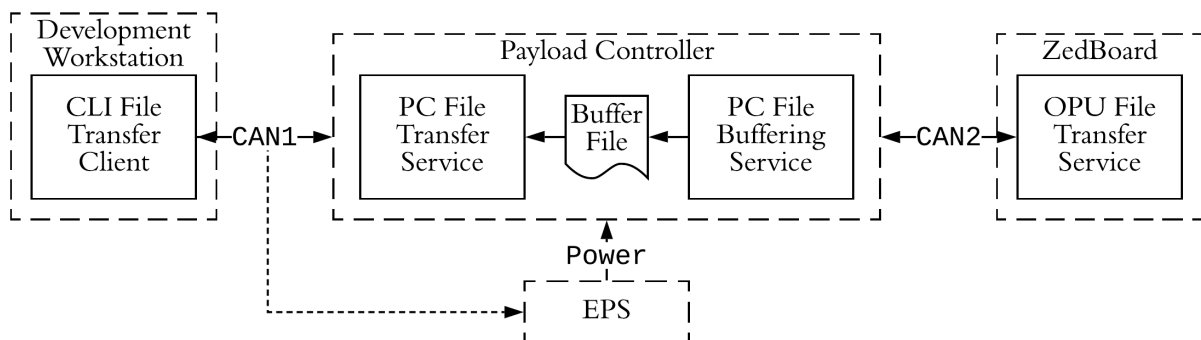 Development
Workstation
CLI File
Transfer
Client
CAN1
Payload Controller
PC File
Transfer
Service
Buffer
File
PC File
Buffering
Service
CAN2
ZedBoard
OPU File
Transfer
Service
Power
EPS